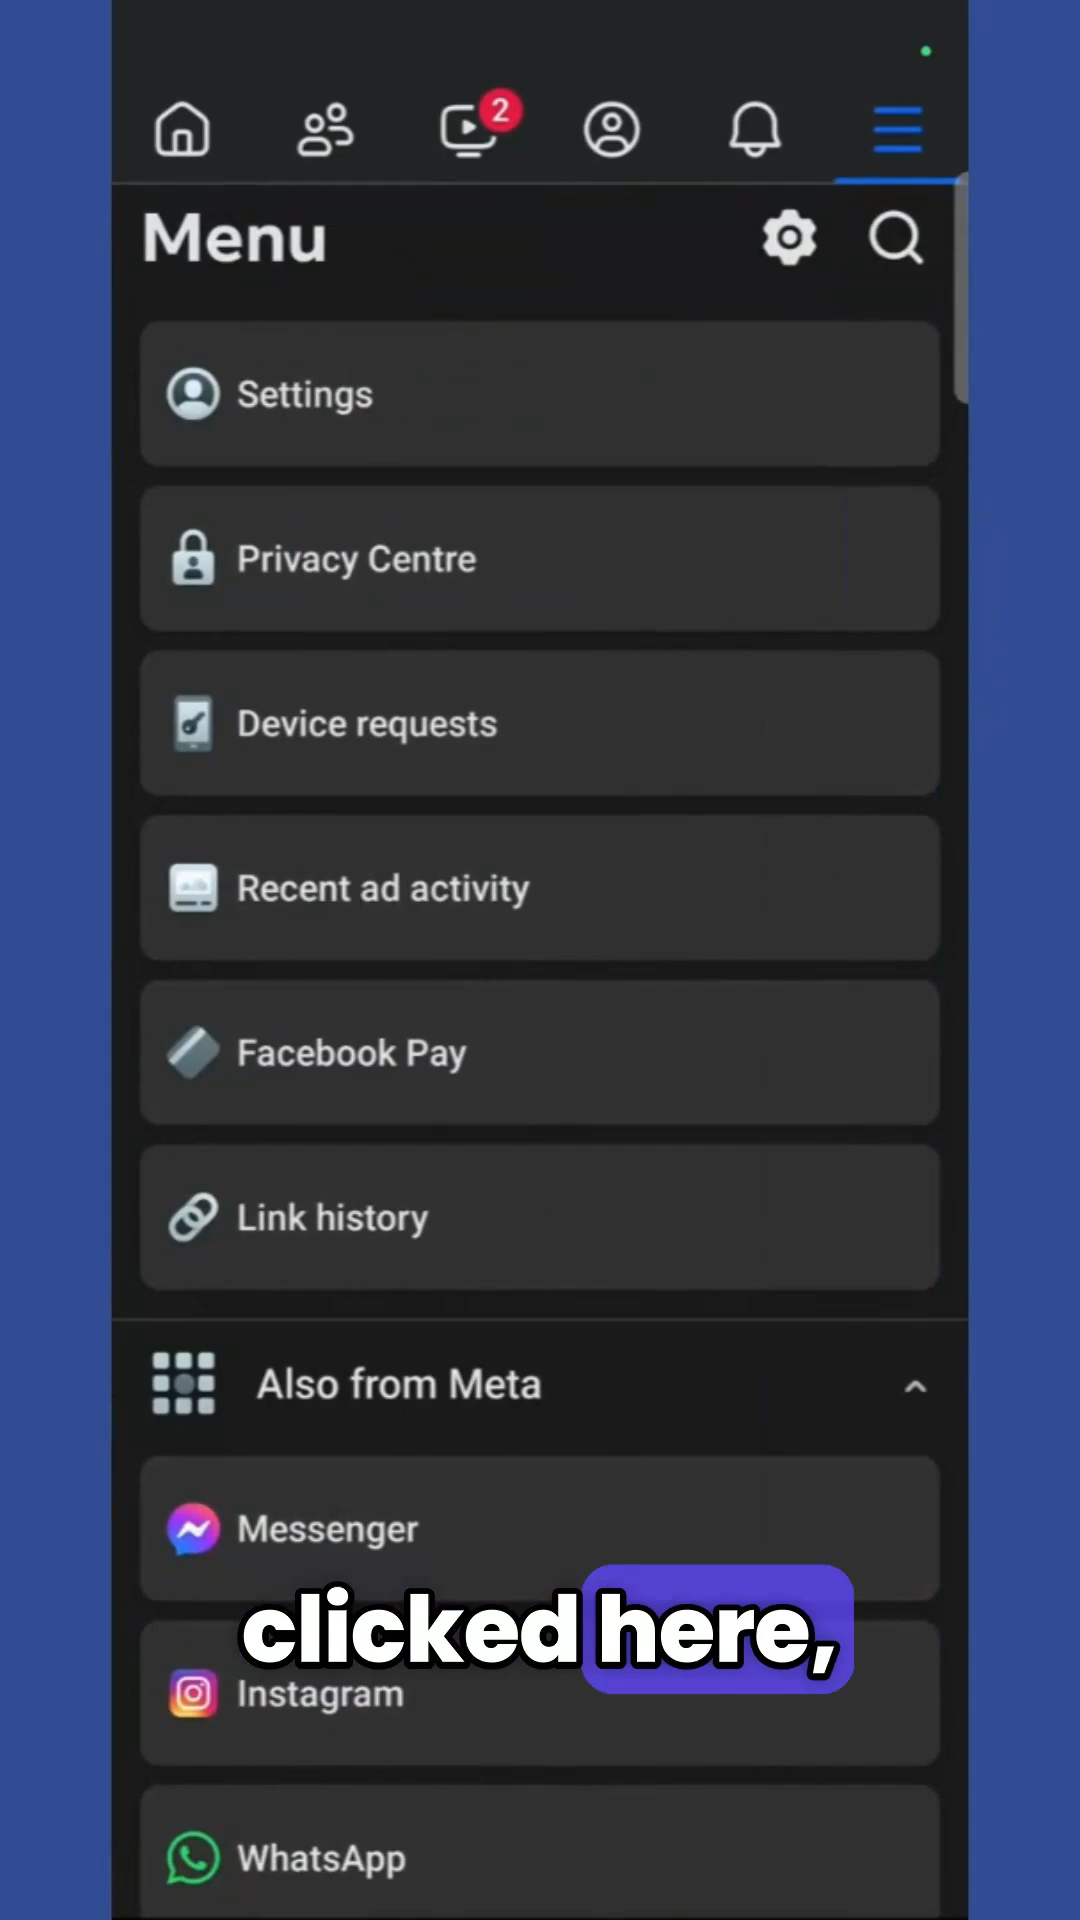 2
Menu
Settings
Privacy Centre
Device requests
Recent ad activity
Facebook Pay
Link history
Also from Meta
Messenger
clicked here,
Instagram
WhatsApp